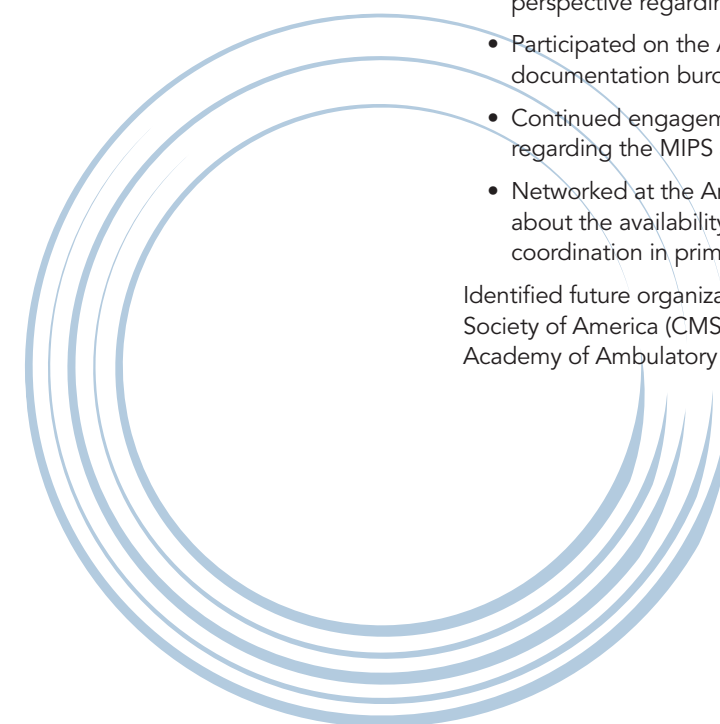 perspective regardin
• Participated on the A
documentation burd
• Continued engagem
regarding the MIPS
• Networked at the A
about the availability
coordination in prim
Identified future organiza
Society of America (CMS
Academy of Ambulatory